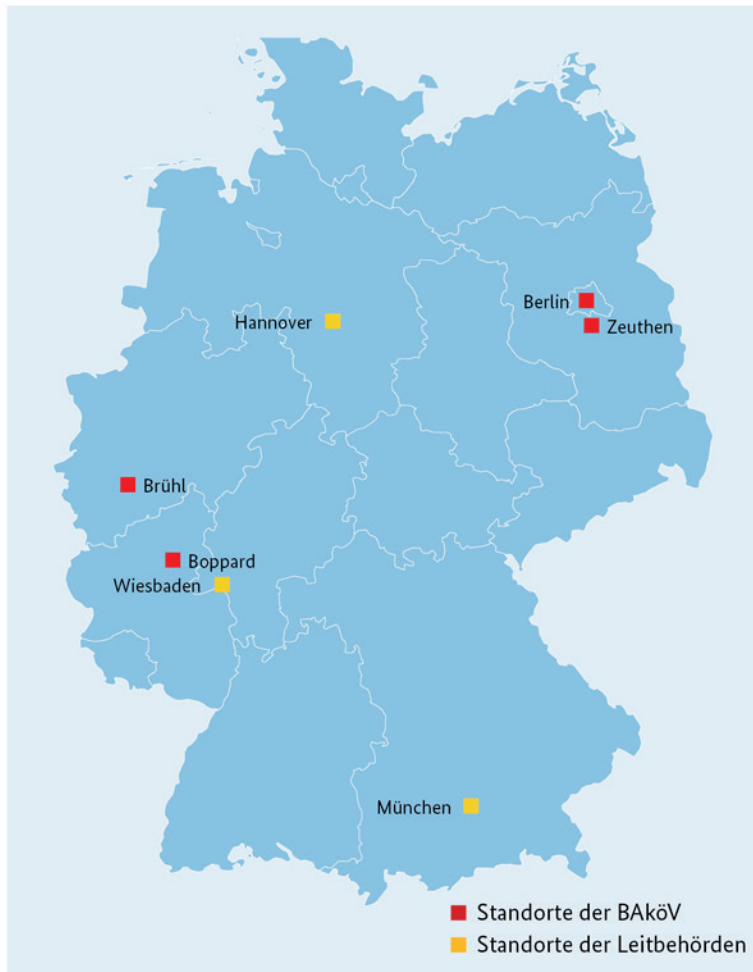 Berlin
Hannover
Zeuthen
Brühl
Boppard
Wiesbaden
München
Standorte der BAköV
Standorte der Leitbehörden